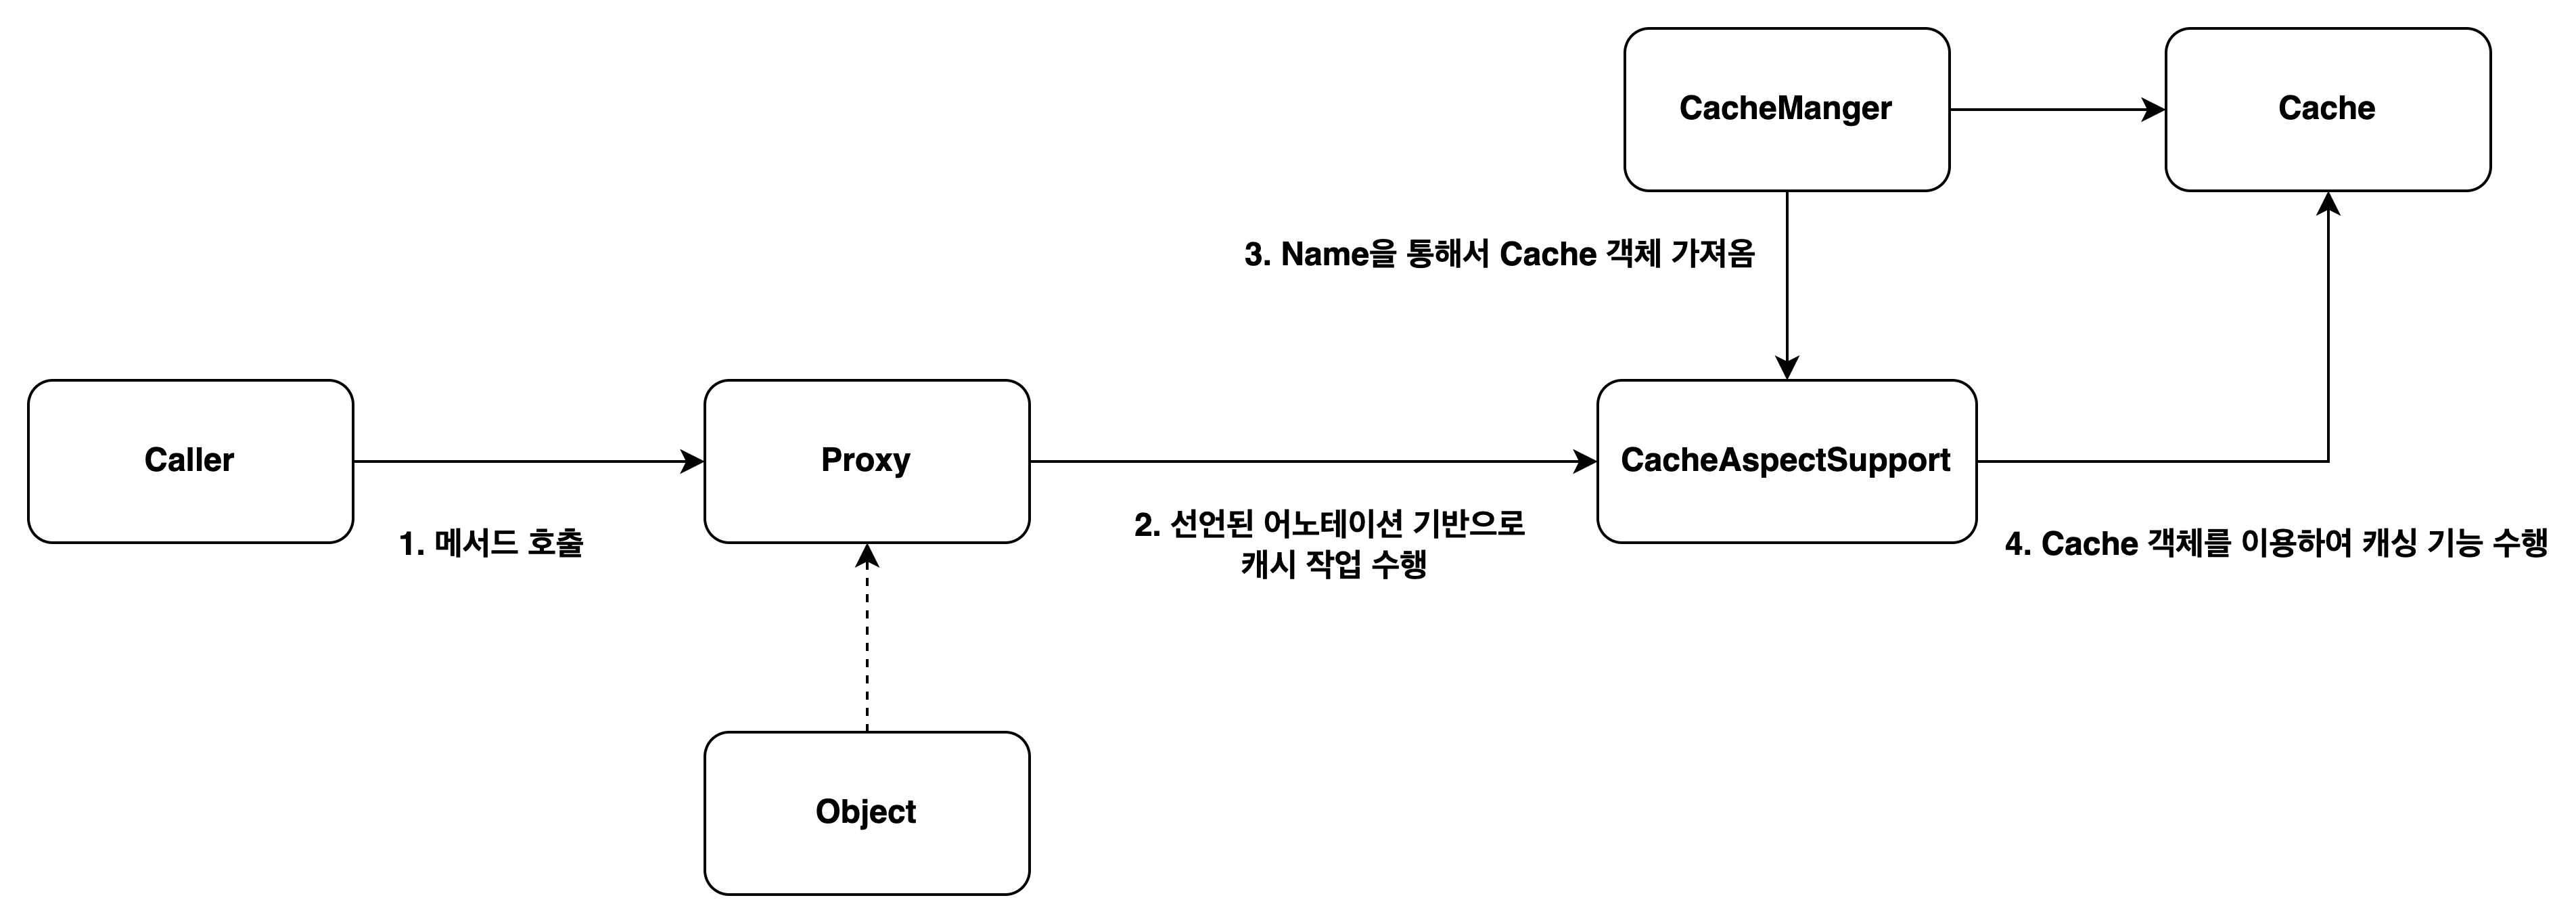 CacheManger
Cache
3. Name을 통해서 Cache 객체 가져옴
Caller
Proxy
CacheAspectSupport
1. 메서드 호출
2. 선언된 어노테이션 기반으로
캐시 작업 수행
4. Cache 객체를 이용하여 캐싱 기능 수행
Object